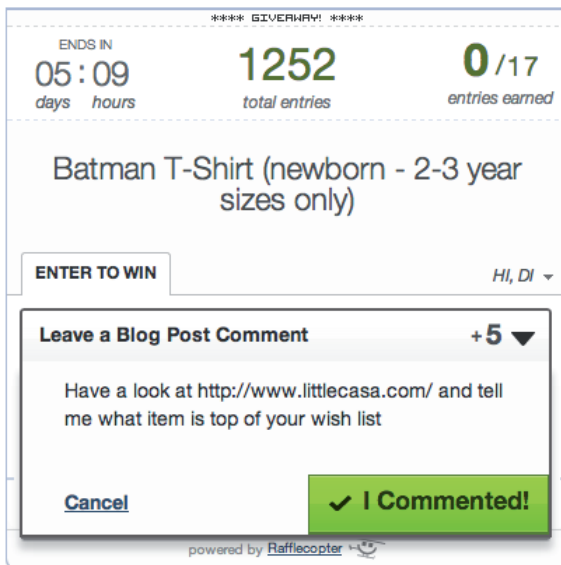 **** GIVEAWAY! ****
ENDS IN
05:09
days hours
1252
total entries
0/17
entries earned
Batman T-Shirt (newborn - 2-3 year
sizes only)
ENTER TO WIN
HI, DI
Leave a Blog Post Comment
+5
Have a look at http://www.littlecasa.com/ and tell
me what item is top of your wish list
Cancel
I Commented!
powered by Rafflecopter